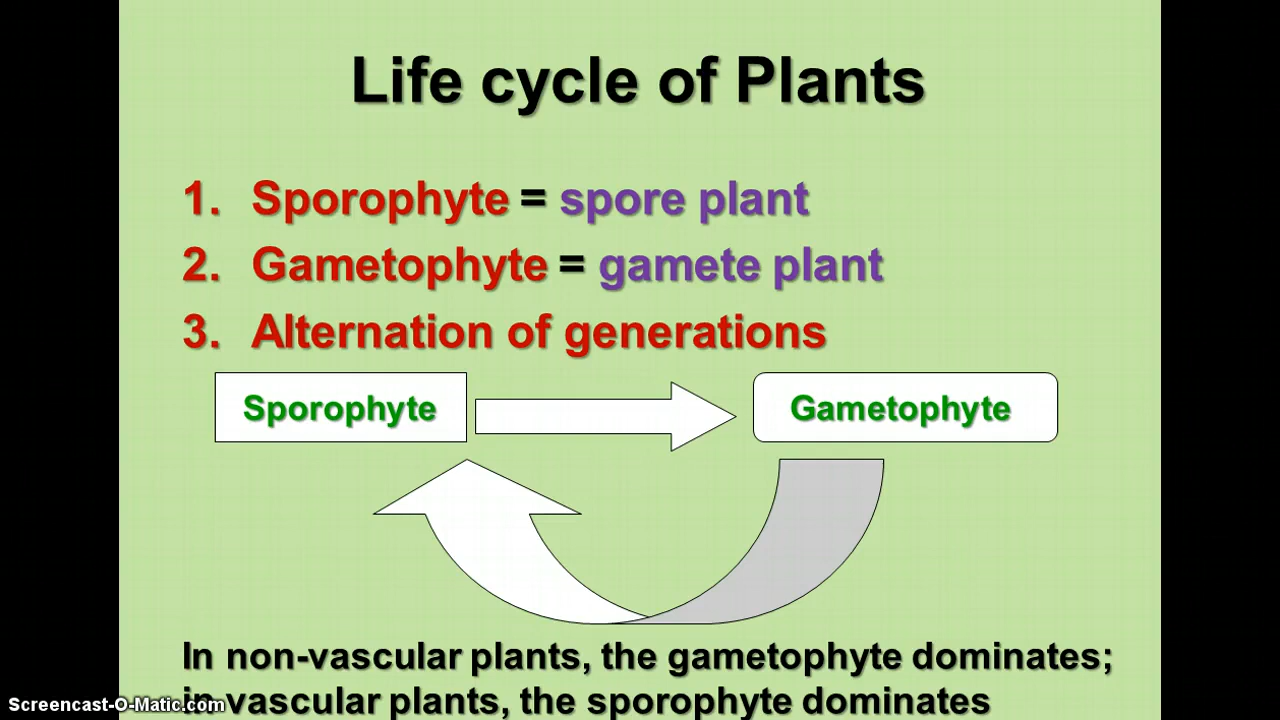 Life cycle of Plants
1. Sporophyte = spore plant
2. Gametophyte = gamete plant
3. Alternation of generations
Sporophyte
Gametophyte
In non-vascular plants, the gametophyte dominates;
in vascular plants, the sporophyte dominates
Screencast-O-Matic.com